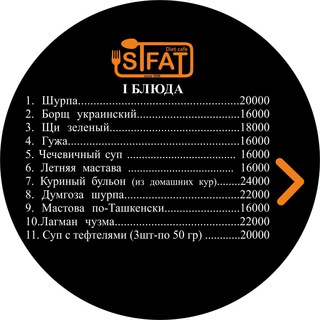 Diet cafe
SIFAT
since 1998
I БЛЮДА
1. Шурпа.......................................20000
2. Борщ украинский.........................16000
3. Щи зеленый................................18000
4. Гужа..........................................16000
5. Чечевичный суп ......................... 16000
6. Летняя мастава ......................... 16000
7. Куриный бульон (из домашних кур).......24000
8. Думгоза шурпа............................22000
9. Мастова по-Ташкенски.................16000
10.Лагман чузма.............................22000
11. Суп с тефтелями (3шт-по 50 гр) ...........20000